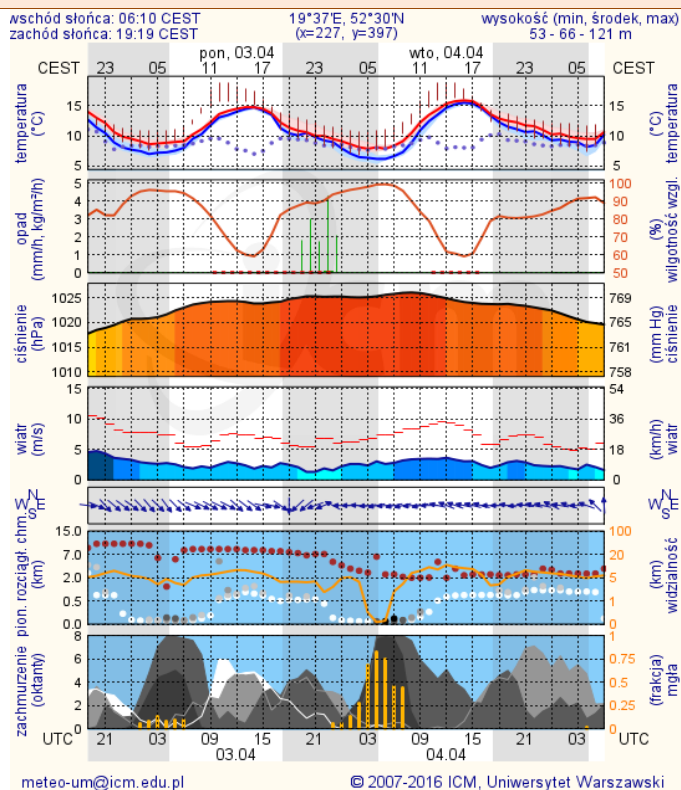 wschód słońca: 06:10 CEST 19°37'E, 52°30'N wysokość (min, środek, max)
zachód słońca: 19:19 CEST (x=227, y=397) 53 - 66 - 121 m
pon, 03.04 wto, 04.04
CEST 23 05 11 17 23 05 11 17 23 05 CEST
temperatura (°C) 15 10 5 15 10 5 temperatura (°C)
opad (mm/h, kg/m²/h) 5 4 3 2 1 0 100 90 80 70 60 50 (%) wilgotność wzgl.
ciśnienie (hPa) 1025 1020 1015 1010 769 765 761 758 (mm Hg) ciśnienie
wiatr (m/s) 15 10 5 0 54 36 18 0 (km/h) wiatr
N W E S N W E S
pion. rozciągł. chm. (km) 15.0 7.0 2.0 0.5 0.0 100 20 5 1 0 (km) widzialność
zachmurzenie (oktanty) 8 6 4 2 0 1 0.75 0.5 0.25 0 (frakcja) mgła
UTC 21 03 09 15 21 03 09 15 21 03 UTC
03.04 04.04
meteo-um@icm.edu.pl © 2007-2016 ICM, Uniwersytet Warszawski